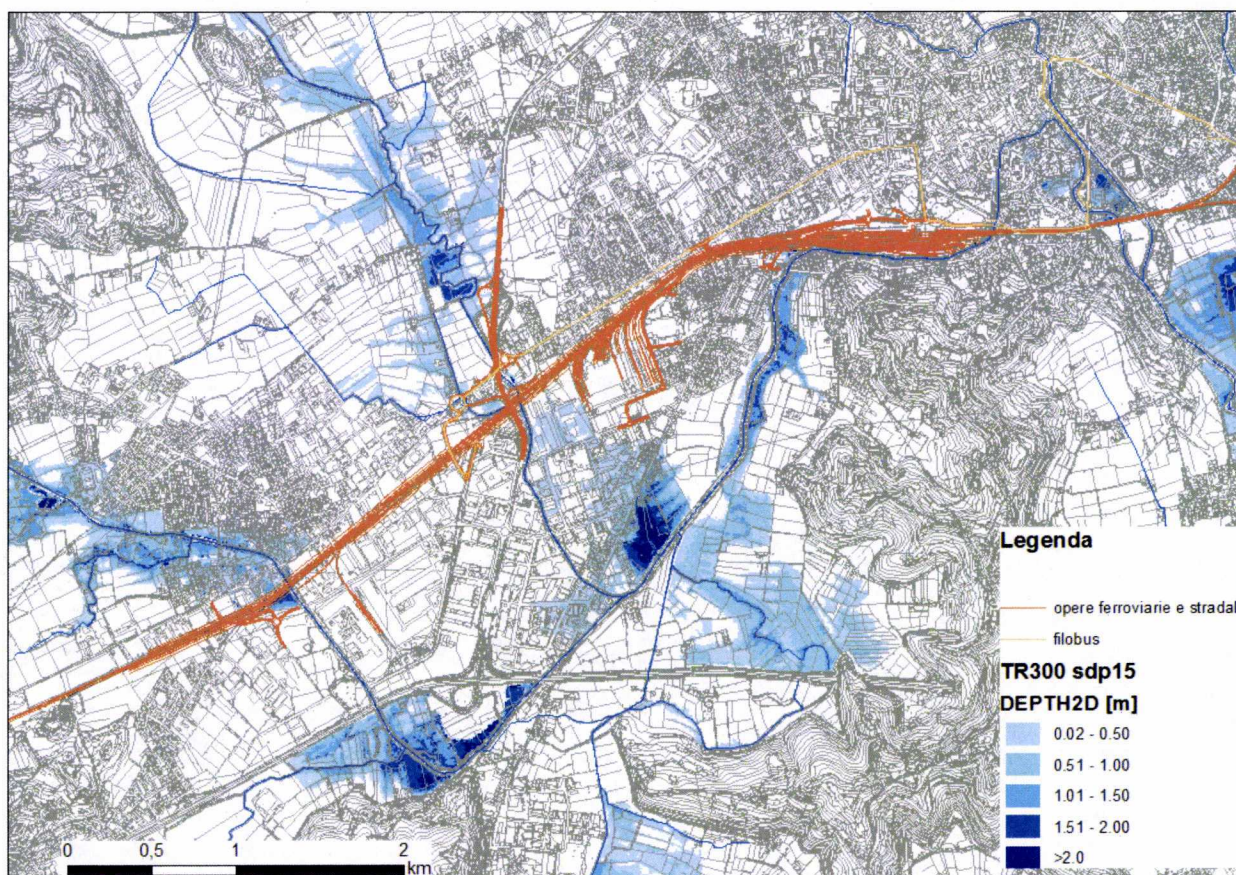 Legenda
opere ferroviarie e stradal
filobus
TR300 sdp15
DEPTH2D [m]
0.02 - 0.50
0.51 - 1.00
1.01 - 1.50
1.51 - 2.00
>2.0
0 0,5 1 2
km